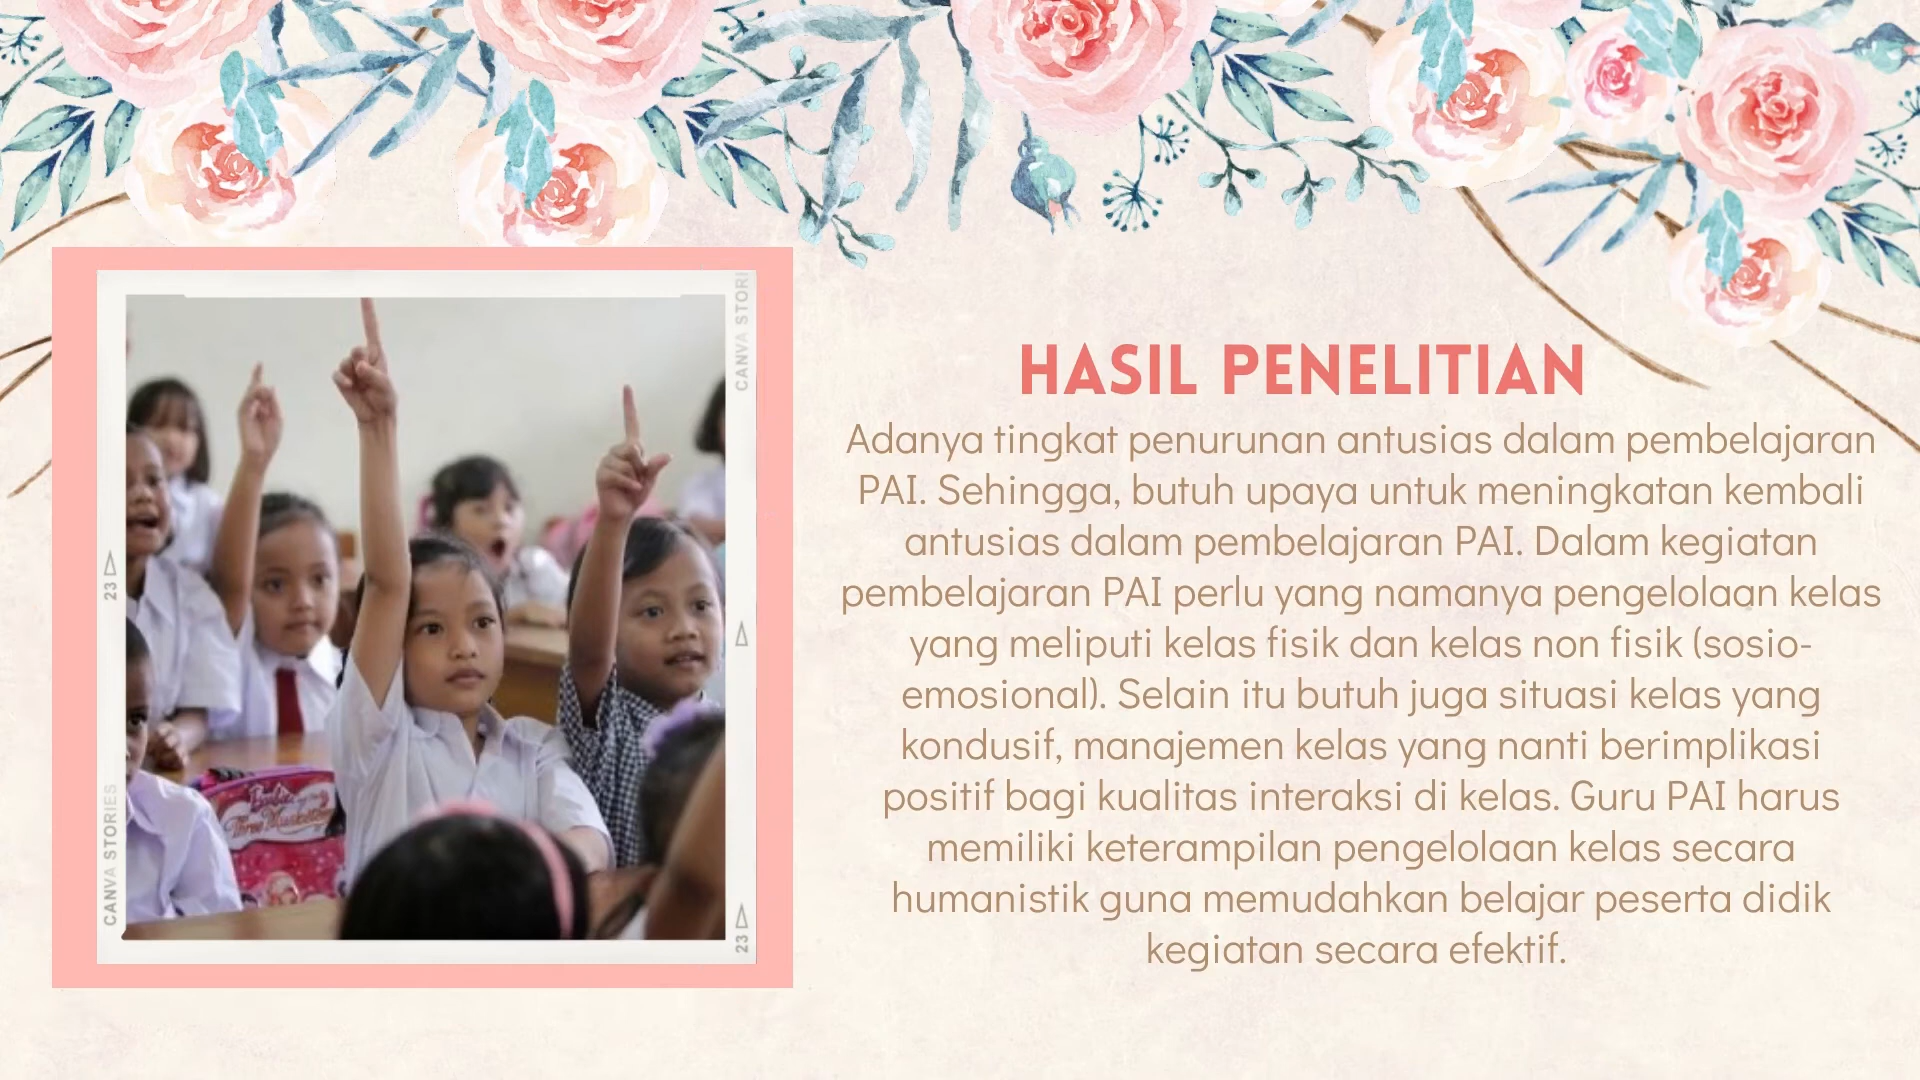 HASIL PENELITIAN
Adanya tingkat penurunan antusias dalam pembelajaran
PAI. Sehingga, butuh upaya untuk meningkatan kembali
antusias dalam pembelajaran PAI. Dalam kegiatan
pembelajaran PAI perlu yang namanya pengelolaan kelas
yang meliputi kelas fisik dan kelas non fisik (sosio-
emosional). Selain itu butuh juga situasi kelas yang
kondusif, manajemen kelas yang nanti berimplikasi
positif bagi kualitas interaksi di kelas. Guru PAI harus
memiliki keterampilan pengelolaan kelas secara
humanistik guna memudahkan belajar peserta didik
kegiatan secara efektif.
CANVA STORI
23
CANVA STORIES
23
Barbie
Three Musketeers